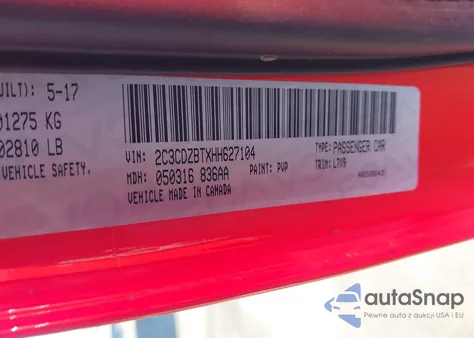 UILT): 5-17
01275 KG
02810 LB
VEHICLE SAFETY,
VIN: 2C3CDZBTXHH627104
MDH: 050316 836AA
PAINT: PVP
VEHICLE MADE IN CANADA
TYPE: PASSENGER CAR
TRIM: L7X9
autoSnap
Pewne auta z aukcji USA i EU